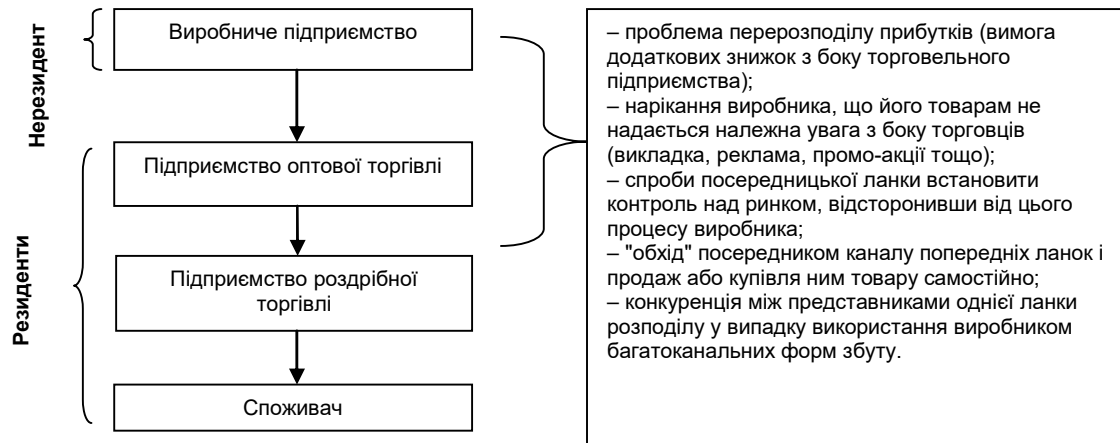 Нерезидент
Виробниче підприємство
Резиденти
Підприємство оптової торгівлі
Підприємство роздрібної
торгівлі
Споживач
– проблема перерозподілу прибутків (вимога
додаткових знижок з боку торговельного
підприємства);
– нарікання виробника, що його товарам не
надається належна увага з боку торговців
(викладка, реклама, промо-акції тощо);
– спроби посередницької ланки встановити
контроль над ринком, відсторонивши від цього
процесу виробника;
– "обхід" посередником каналу попередніх ланок і
продаж або купівля ним товару самостійно;
– конкуренція між представниками однієї ланки
розподілу у випадку використання виробником
багатоканальних форм збуту.